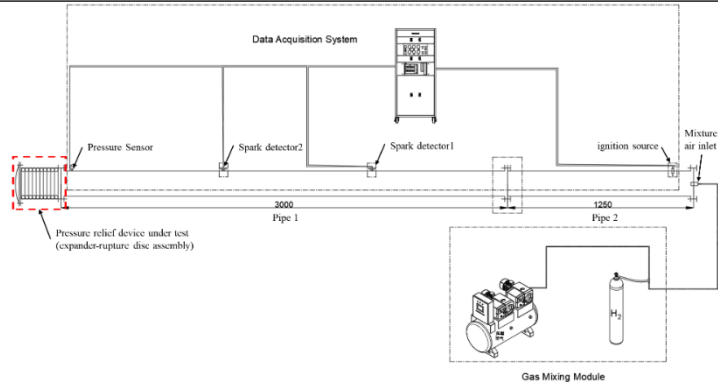 Data Acquisition System
Pressure Sensor
Spark detector2
Spark detector1
ignition source
Mixture
air inlet
3000
1250
Pipe 1
Pipe 2
Pressure relief device under test
(expander-rupture disc assembly)
H2
Gas Mixing Module